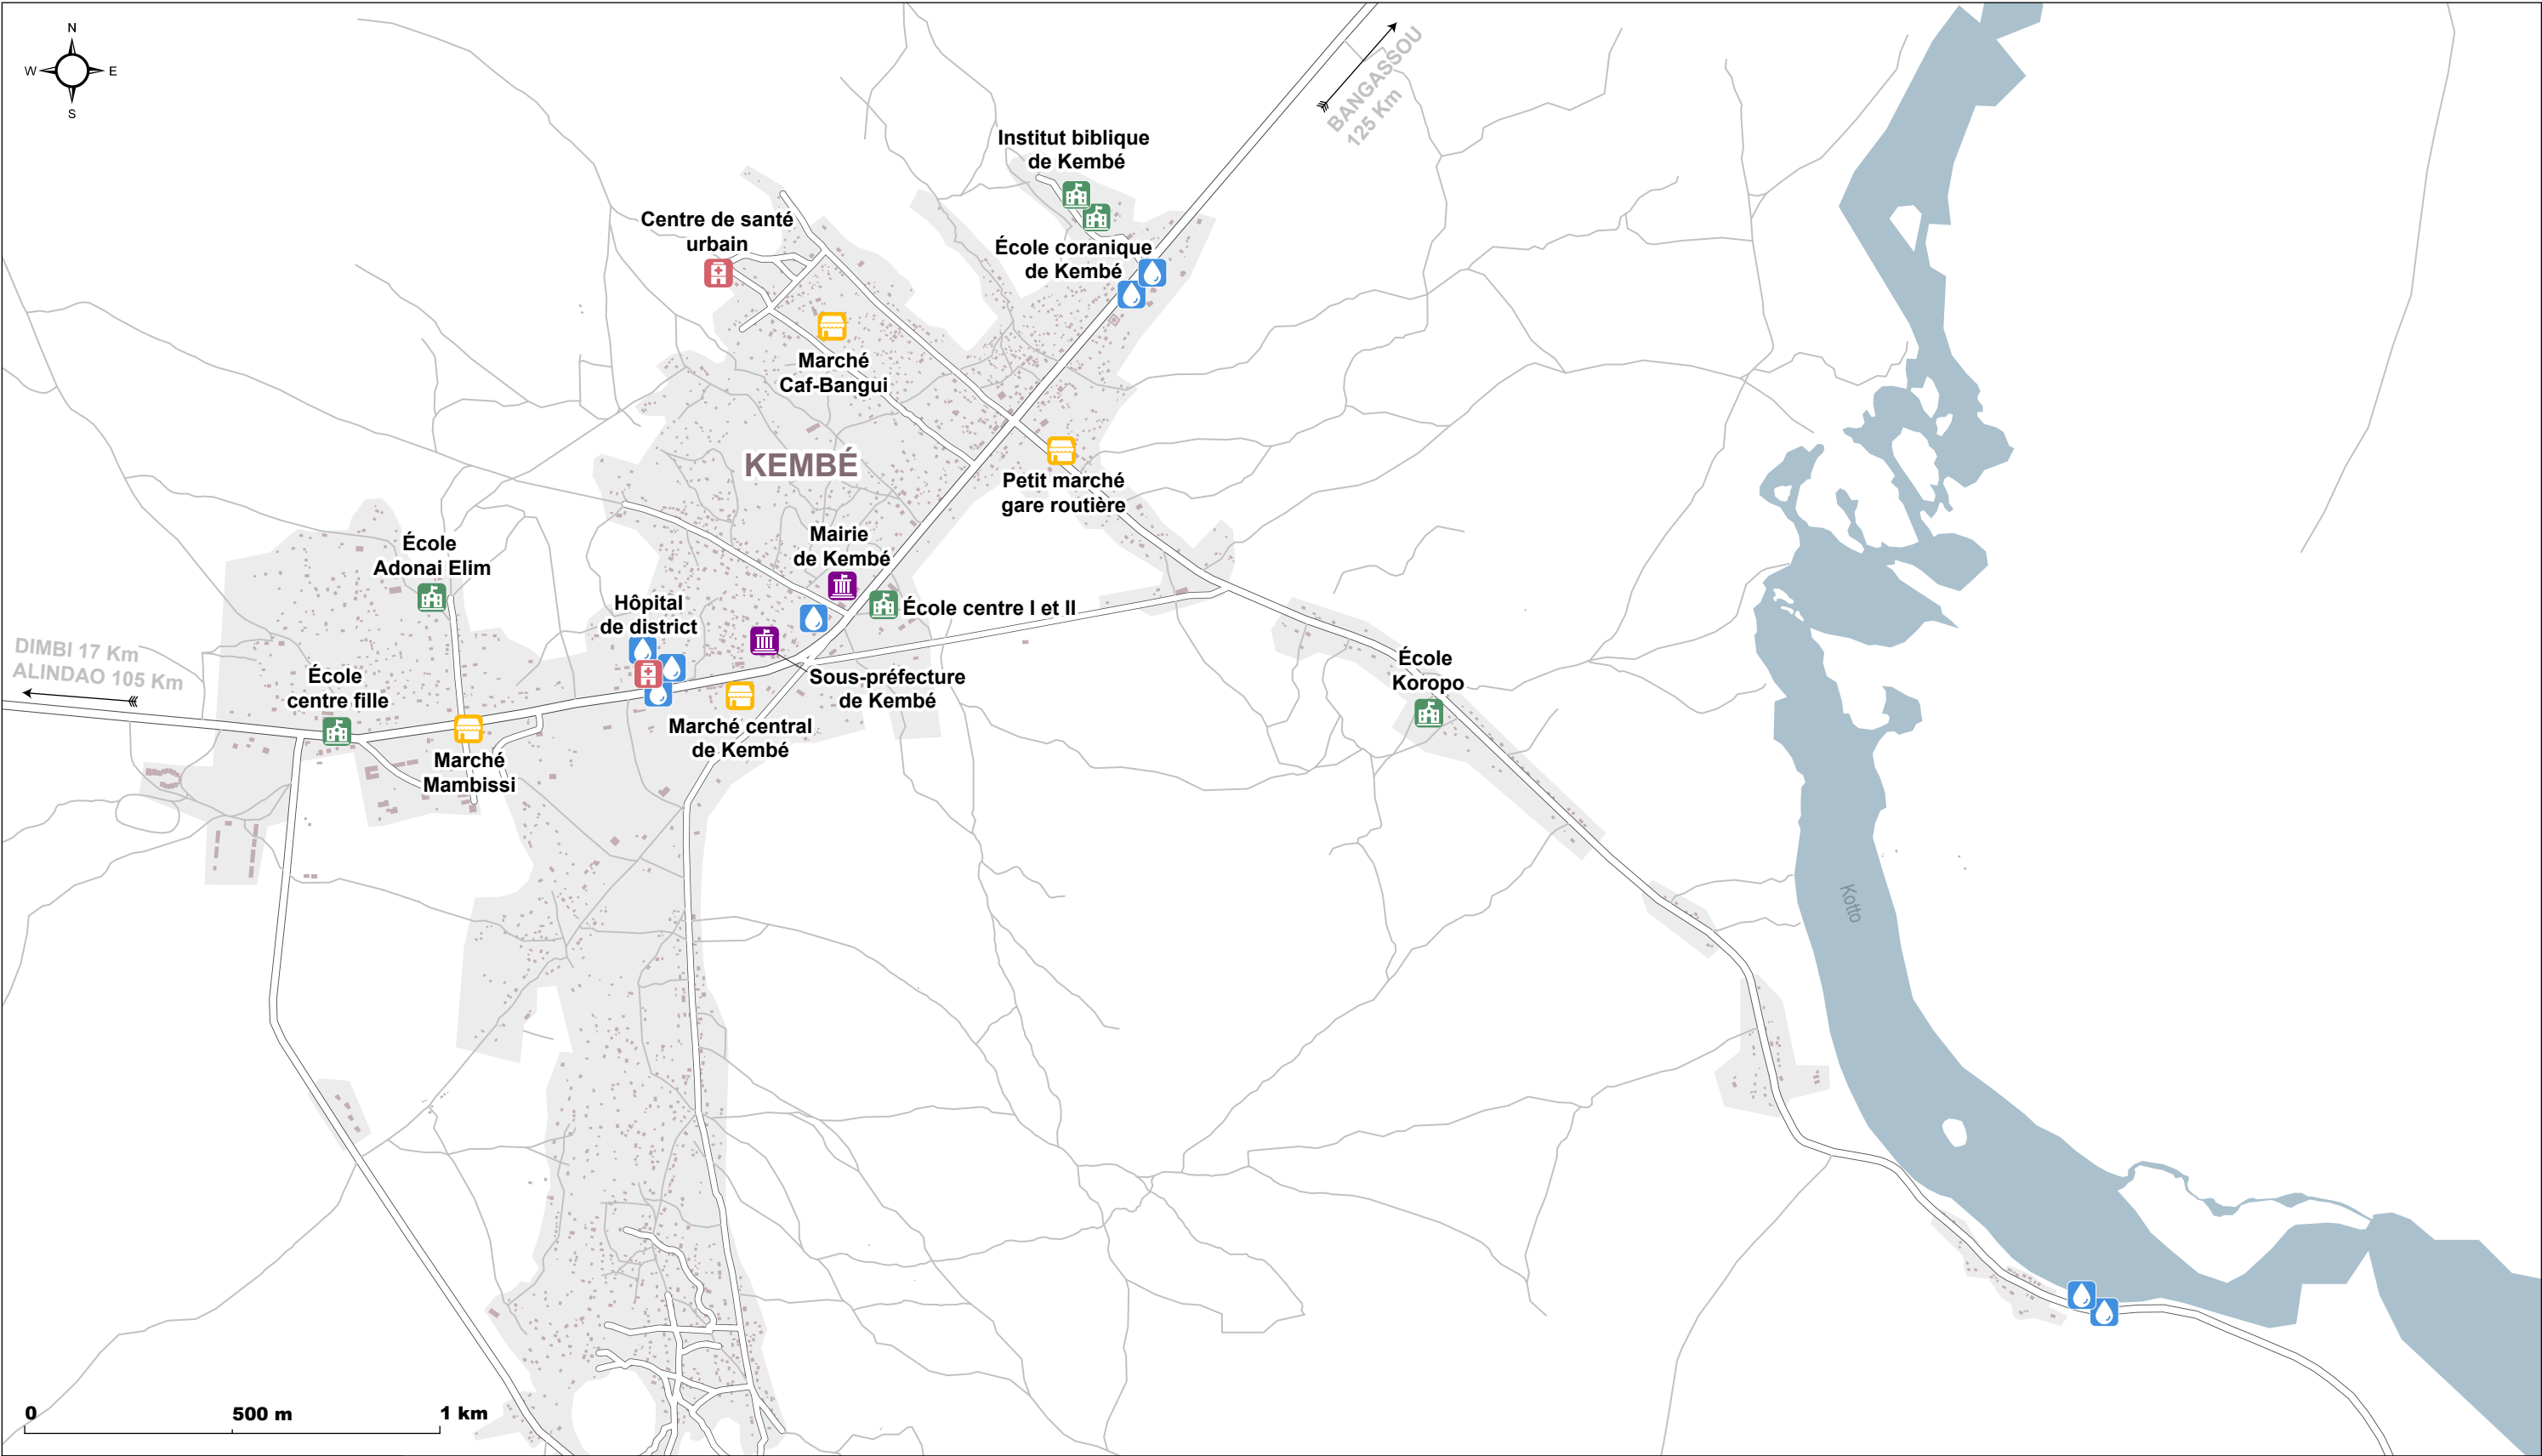 N
W
E
S
BANGASSOU
125 Km
Institut biblique
de Kembé
Centre de santé
urbain
École coranique
de Kembé
Marché
Caf-Bangui
KEMBÉ
Petit marché
gare routière
Mairie
de Kembé
École
Adonai Elim
Hôpital
de district
École centre I et II
DIMBI 17 Km
ALINDAO 105 Km
École
centre fille
Sous-préfecture
de Kembé
École
Koropo
Marché central
de Kembé
Marché
Mambissi
Kotto
0
500 m
1 km